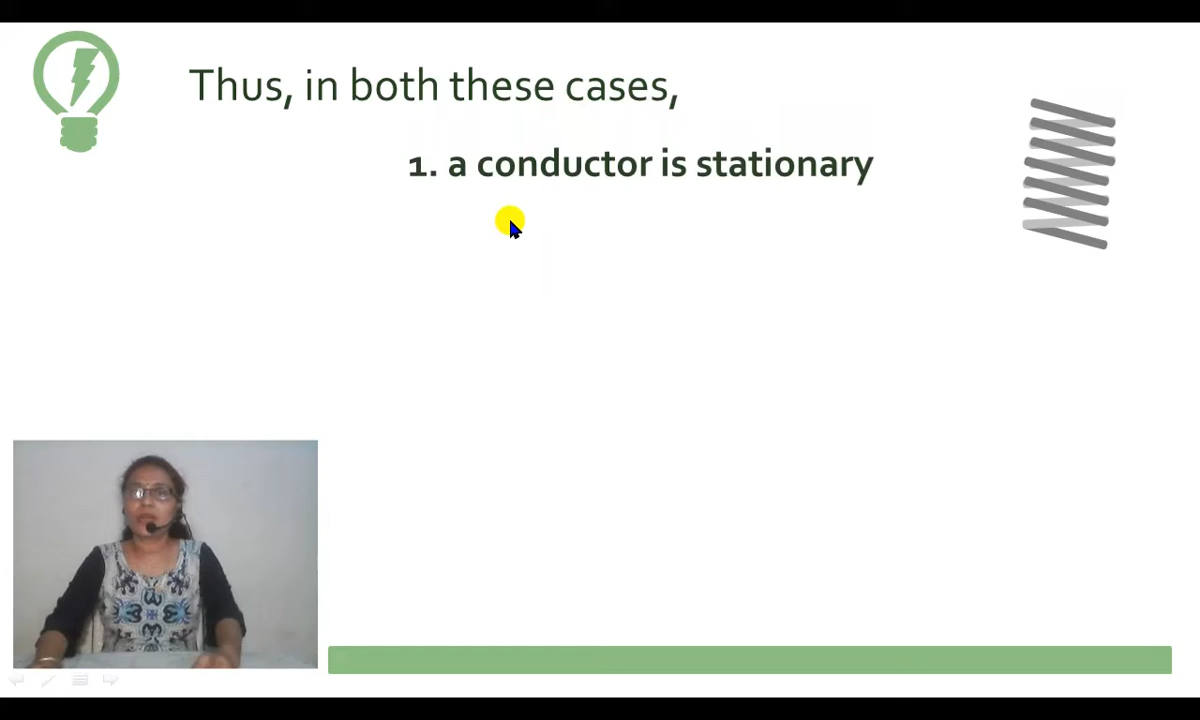 Thus, in both these cases,
1. a conductor is stationary